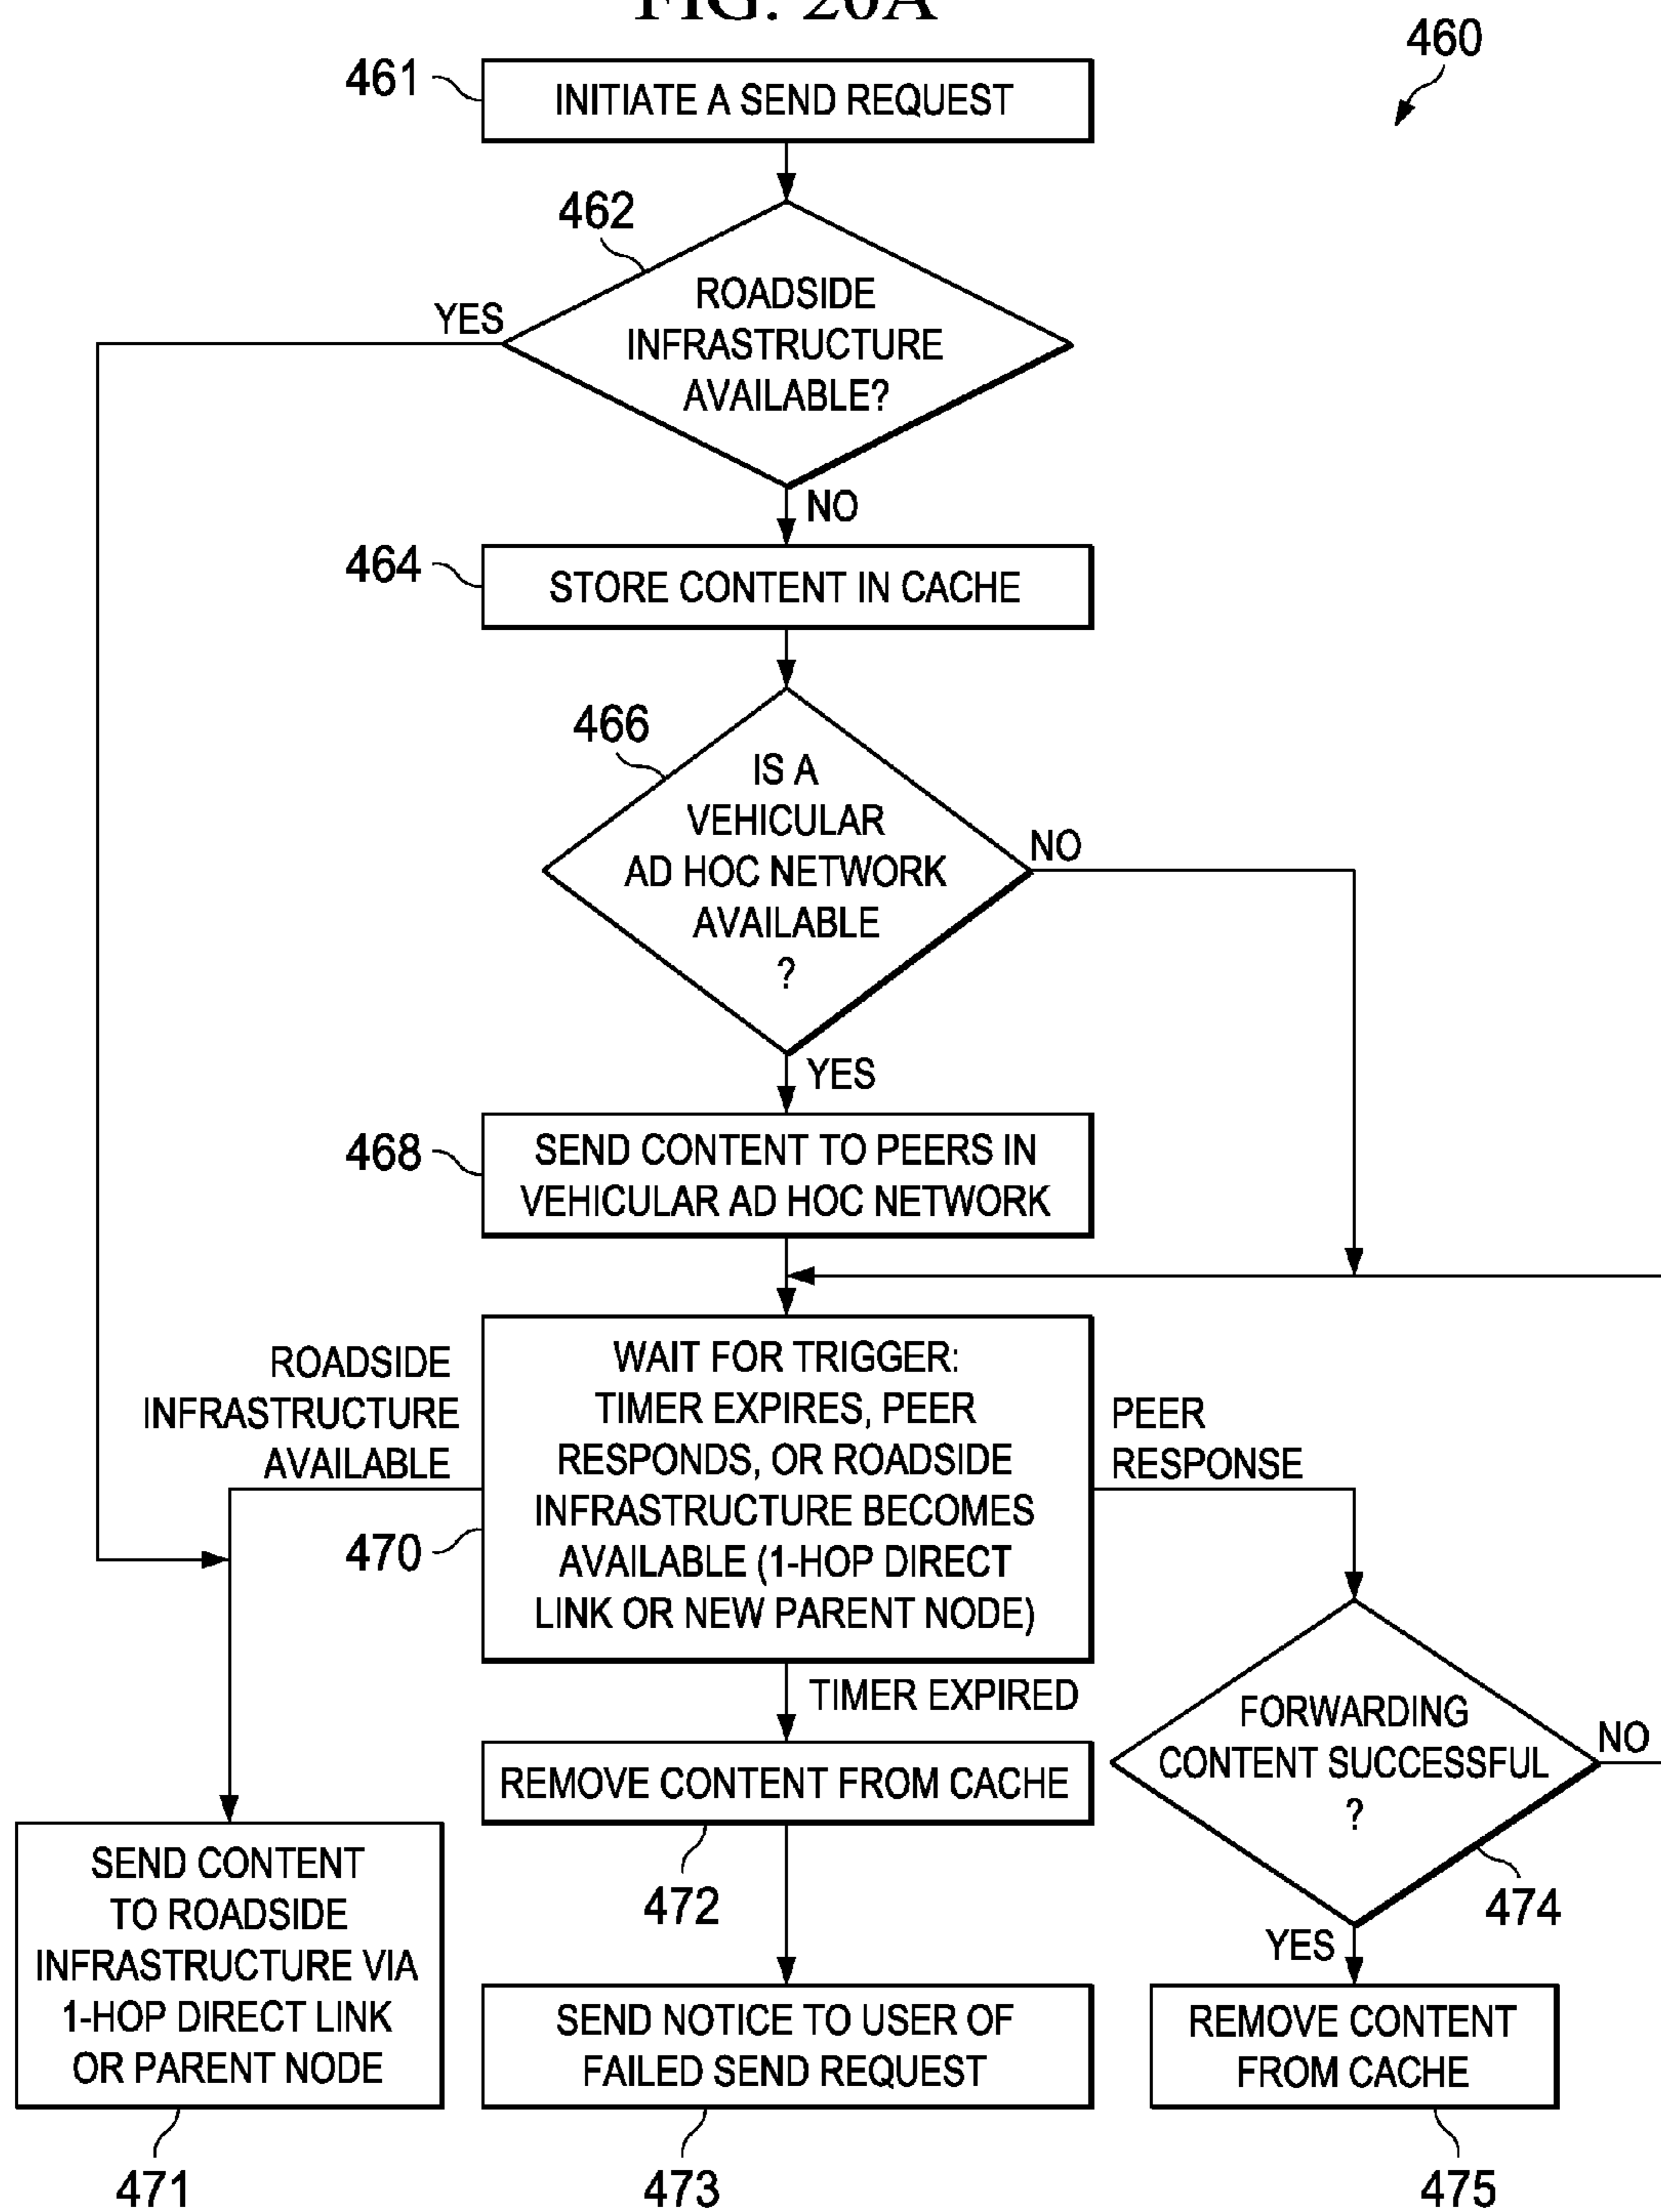 FIG. 20A
460
461
INITIATE A SEND REQUEST
462
YES
ROADSIDE
INFRASTRUCTURE
AVAILABLE?
NO
464
STORE CONTENT IN CACHE
466
IS A
VEHICULAR
AD HOC NETWORK
AVAILABLE
?
NO
YES
468
SEND CONTENT TO PEERS IN
VEHICULAR AD HOC NETWORK
ROADSIDE
INFRASTRUCTURE
AVAILABLE
470
WAIT FOR TRIGGER:
TIMER EXPIRES, PEER
RESPONDS, OR ROADSIDE
INFRASTRUCTURE BECOMES
AVAILABLE (1-HOP DIRECT
LINK OR NEW PARENT NODE)
PEER
RESPONSE
TIMER EXPIRED
REMOVE CONTENT FROM CACHE
472
FORWARDING
CONTENT SUCCESSFUL
?
NO
474
YES
SEND CONTENT
TO ROADSIDE
INFRASTRUCTURE VIA
1-HOP DIRECT LINK
OR PARENT NODE
471
SEND NOTICE TO USER OF
FAILED SEND REQUEST
473
REMOVE CONTENT
FROM CACHE
475